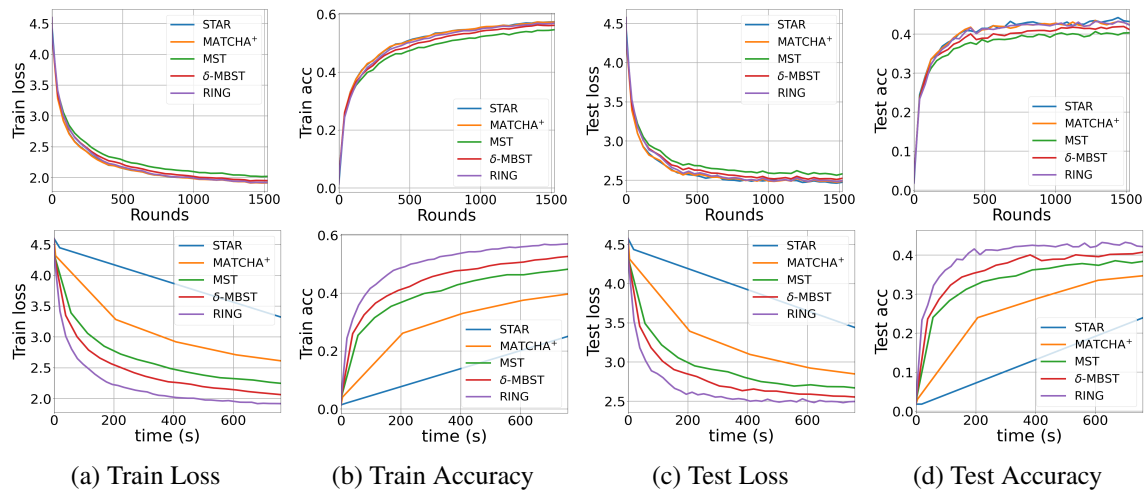 4.5
4.0
3.5
3.0
2.5
2.0
Train loss
STAR
MATCHA+
MST
δ-MBST
RING
0 500 1000 1500
Rounds
0.6
0.4
0.2
0.0
Train acc
STAR
MATCHA+
MST
δ-MBST
RING
0 500 1000 1500
Rounds
4.5
4.0
3.5
3.0
2.5
Test loss
STAR
MATCHA+
MST
δ-MBST
RING
0 500 1000 1500
Rounds
0.4
0.3
0.2
0.1
0.0
Test acc
STAR
MATCHA+
MST
δ-MBST
RING
0 500 1000 1500
Rounds
4.5
4.0
3.5
3.0
2.5
2.0
Train loss
STAR
MATCHA+
MST
δ-MBST
RING
0 200 400 600
time (s)
0.6
0.4
0.2
0.0
Train acc
STAR
MATCHA+
MST
δ-MBST
RING
0 200 400 600
time (s)
4.5
4.0
3.5
3.0
2.5
Test loss
STAR
MATCHA+
MST
δ-MBST
RING
0 200 400 600
time (s)
0.4
0.3
0.2
0.1
0.0
Test acc
STAR
MATCHA+
MST
δ-MBST
RING
0 200 400 600
time (s)
(a) Train Loss
(b) Train Accuracy
(c) Test Loss
(d) Test Accuracy